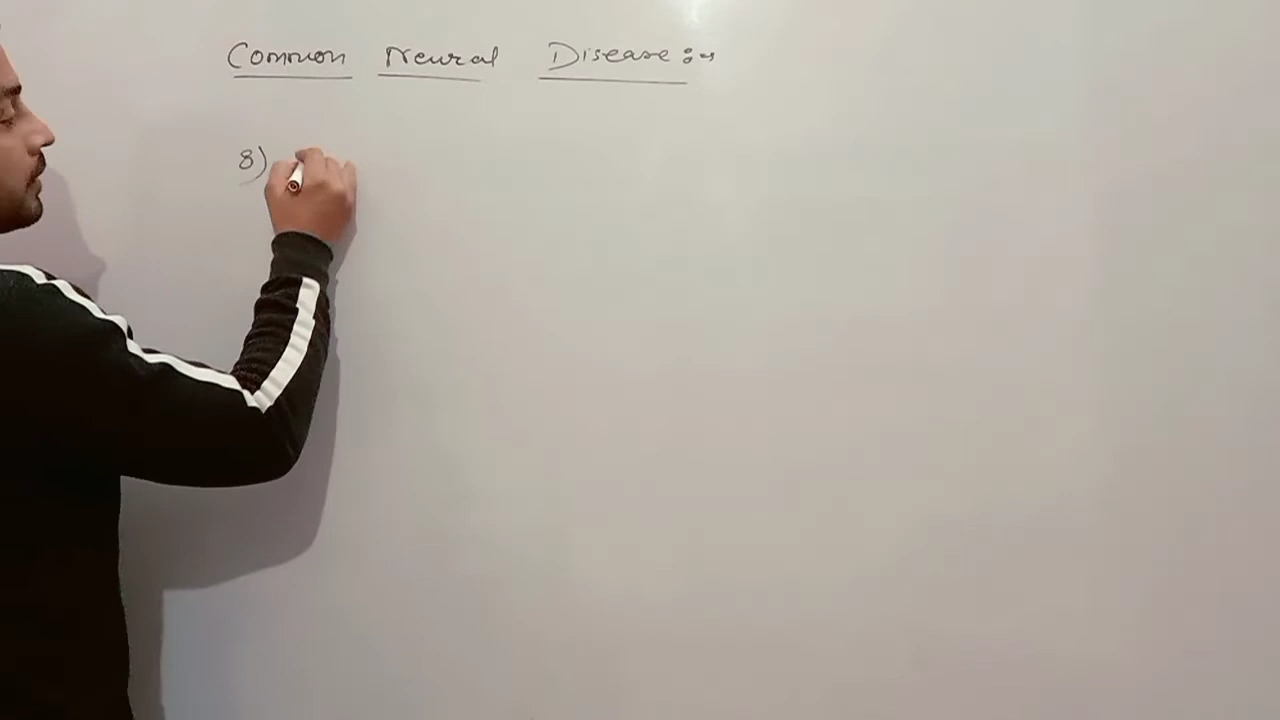 Common Neural Disease :→
8)